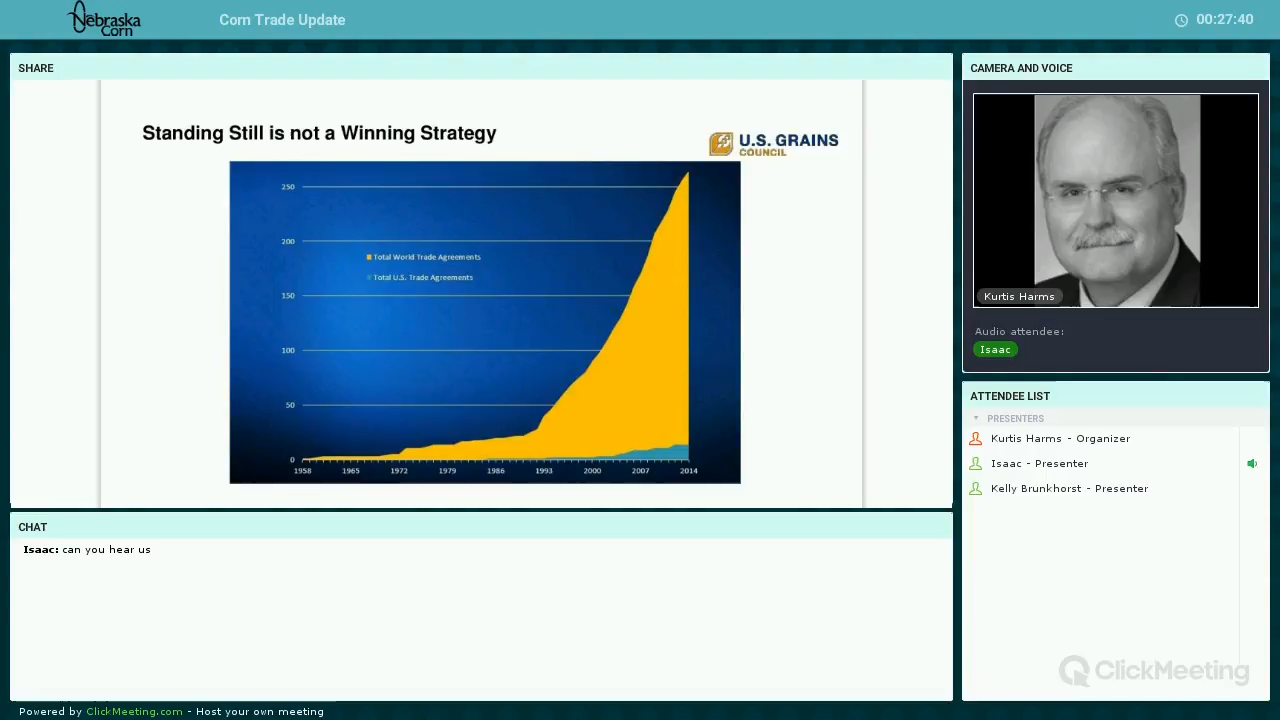 Nebraska
Corn
Corn Trade Update
00:27:40
SHARE
Standing Still is not a Winning Strategy
U.S. GRAINS
COUNCIL
250
200
150
100
50
0
Total World Trade Agreements
Total U.S. Trade Agreements
1958 1965 1972 1979 1986 1993 2000 2007 2014
CAMERA AND VOICE
Kurtis Harms
Audio attendee:
Isaac
ATTENDEE LIST
PRESENTERS
Kurtis Harms - Organizer
Isaac - Presenter
Kelly Brunkhorst - Presenter
CHAT
Isaac: can you hear us
ClickMeeting
Powered by ClickMeeting.com - Host your own meeting